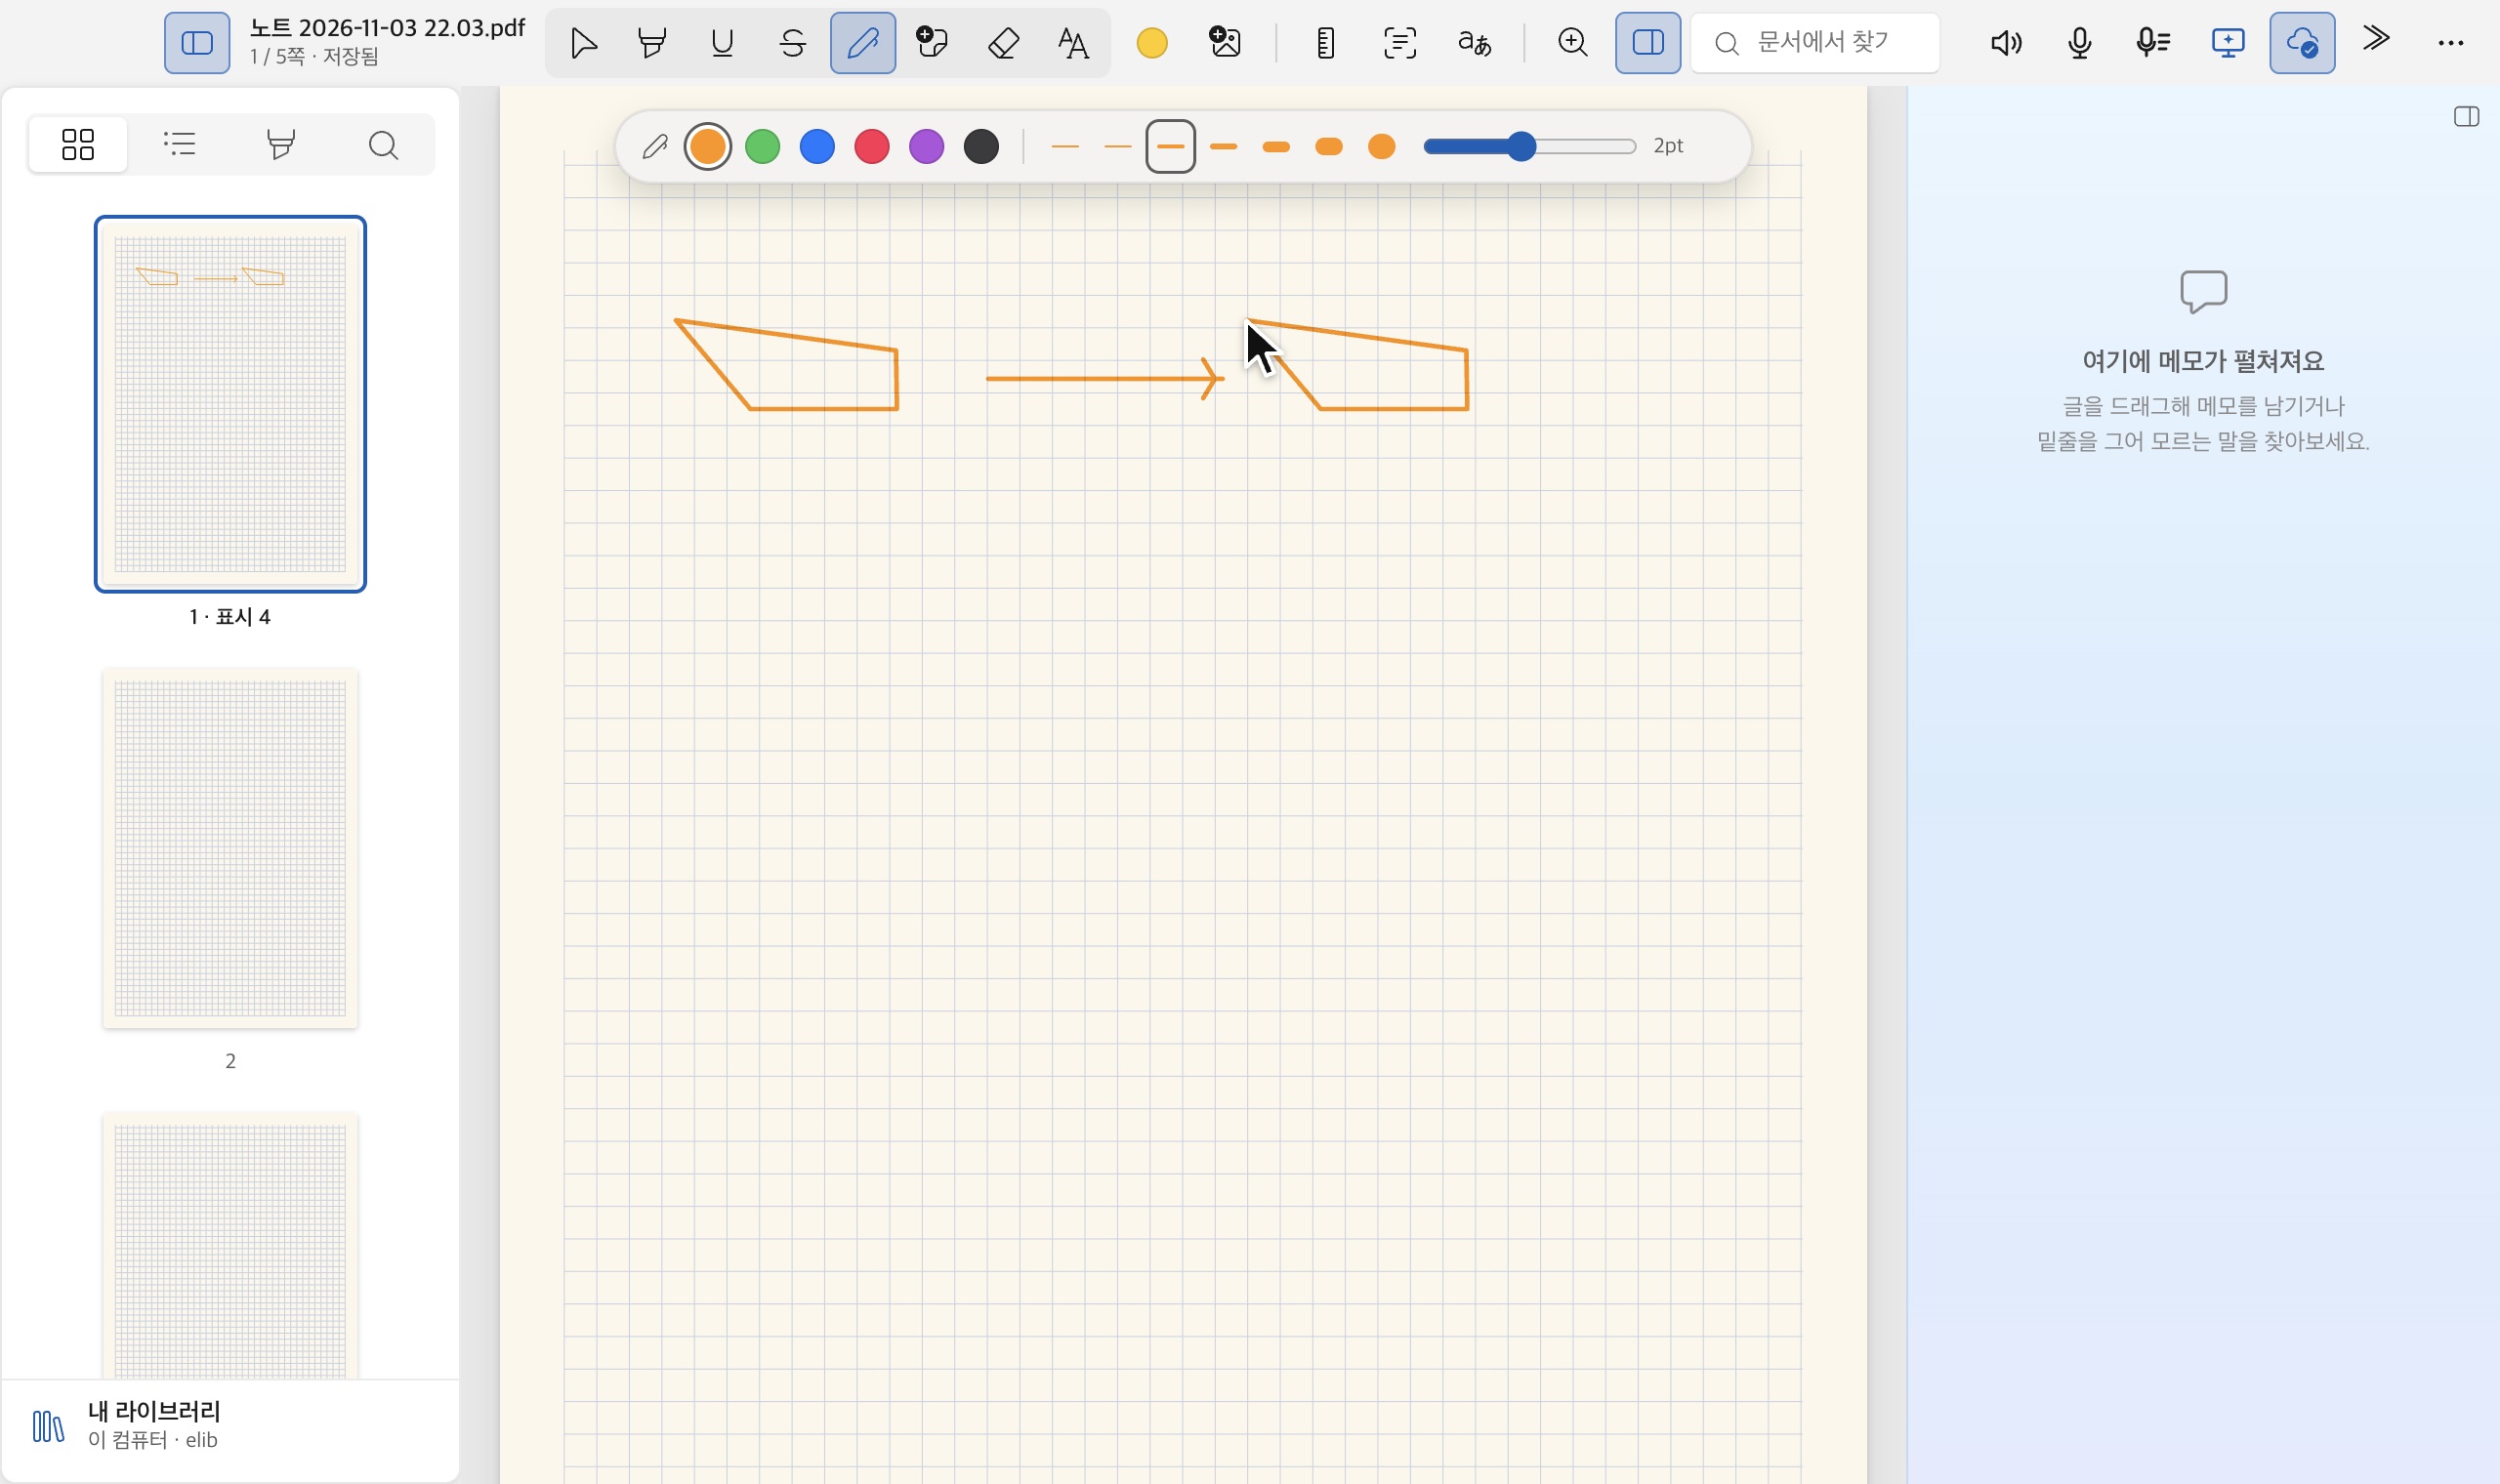 노트 2026-11-03 22.03.pdf
1 / 5쪽 · 저장됨
문서에서 찾기
2pt
1 · 표시 4
2
내 라이브러리
이 컴퓨터 · elib
여기에 메모가 펼쳐져요
글을 드래그해 메모를 남기거나
밑줄을 그어 모르는 말을 찾아보세요.